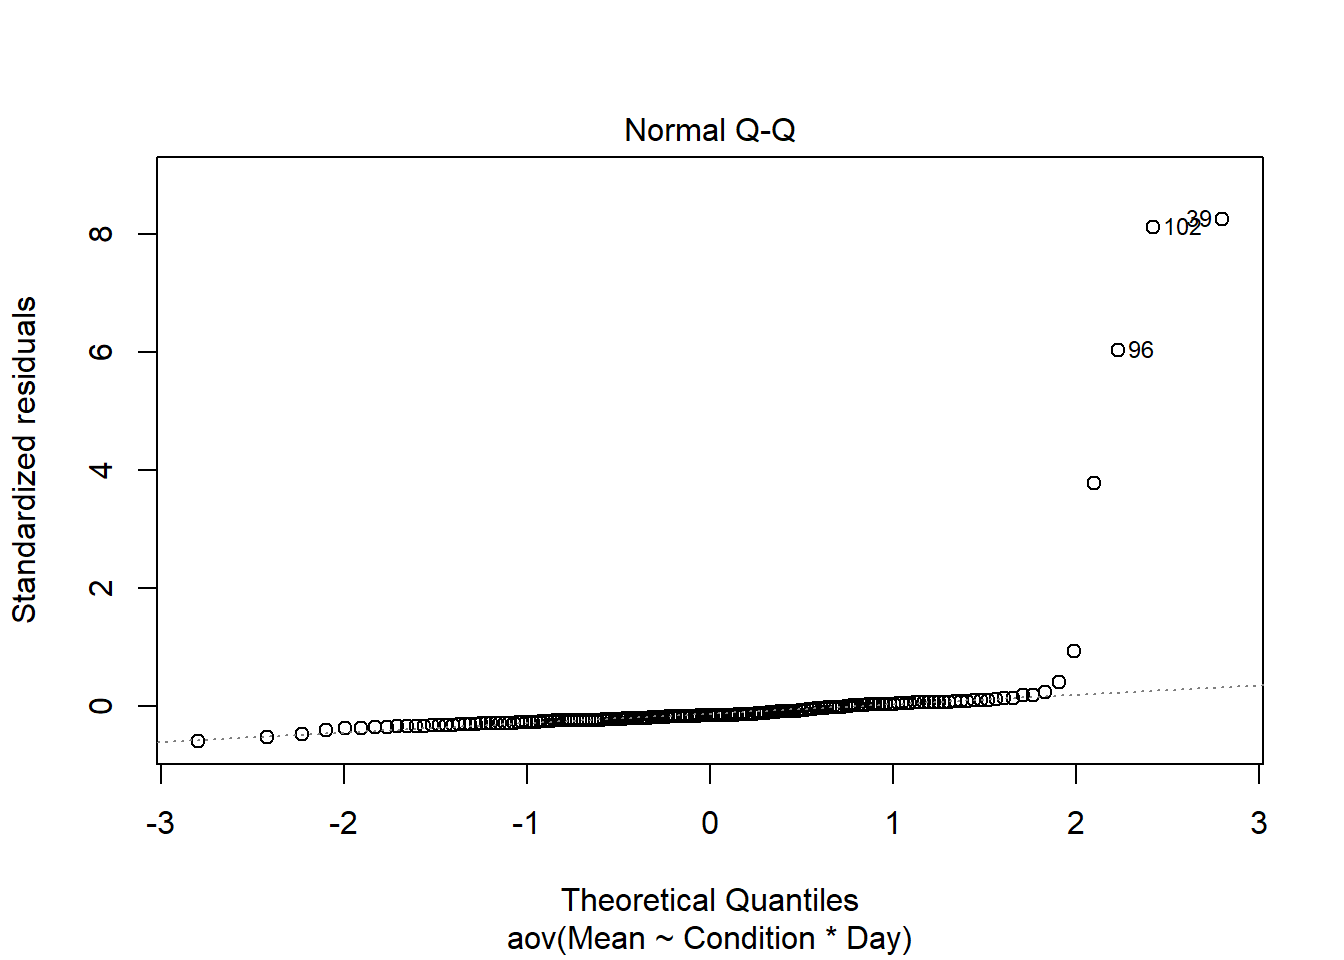 Normal Q-Q
Standardized residuals
8
6
4
2
0
39
102
96
-3 -2 -1 0 1 2 3
Theoretical Quantiles
aov(Mean ~ Condition * Day)